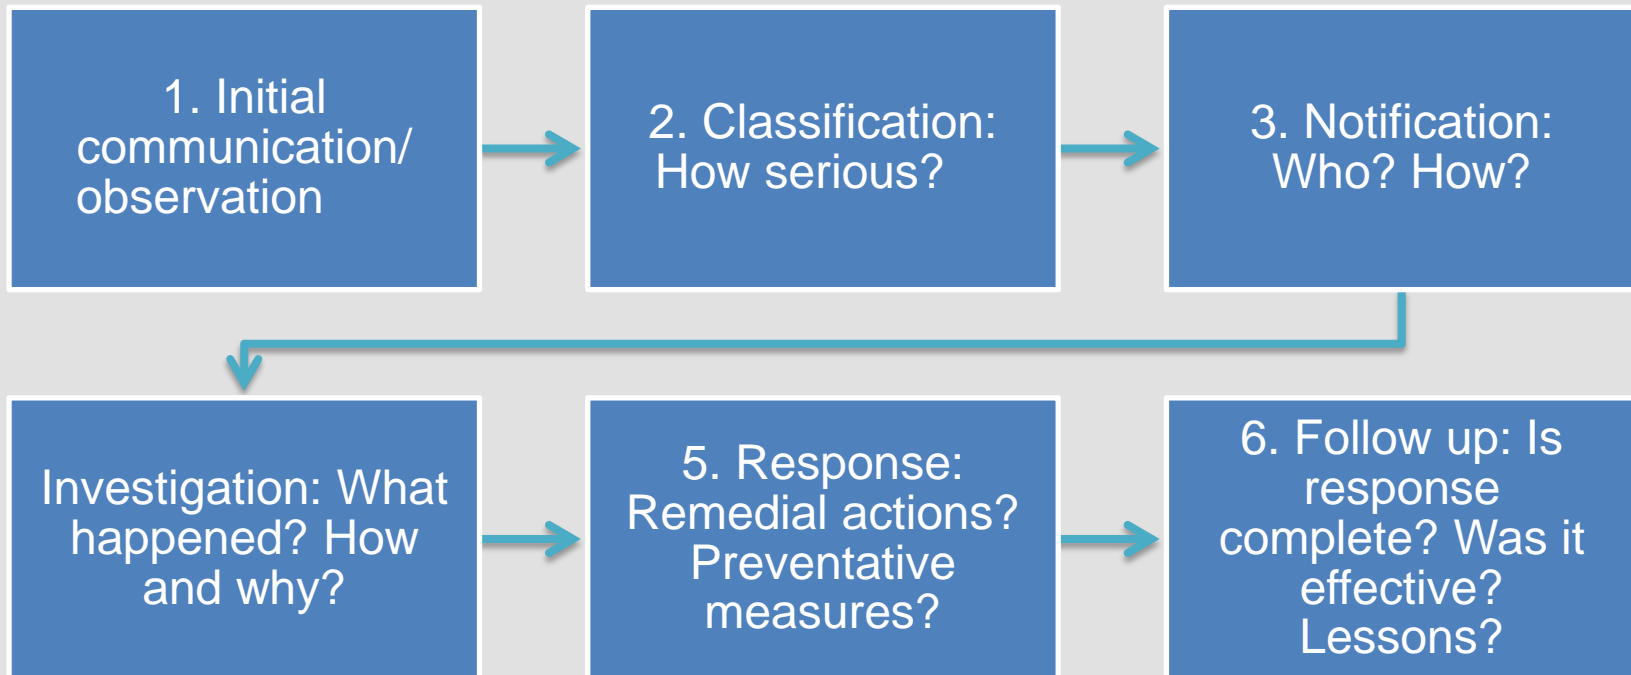 1. Initial
communication/
observation
2. Classification:
How serious?
3. Notification:
Who? How?
Investigation: What
happened? How
and why?
5. Response:
Remedial actions?
Preventative
measures?
6. Follow up: Is
response
complete? Was it
effective?
Lessons?